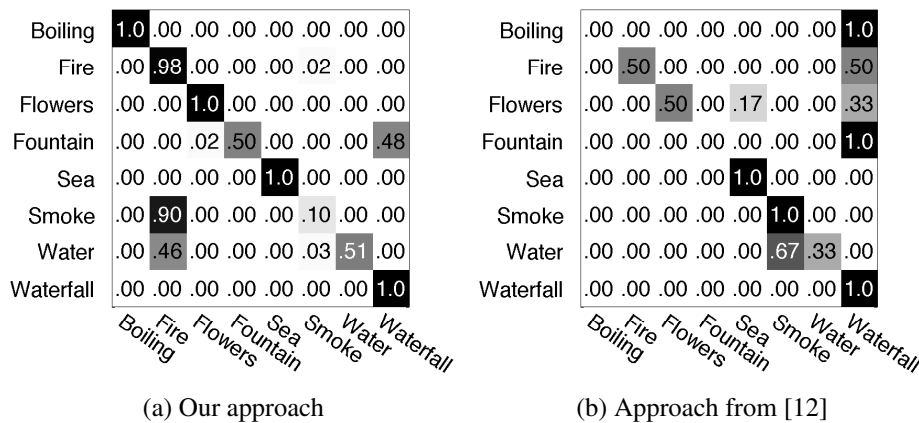 Boiling 1.0 .00 .00 .00 .00 .00 .00 .00
Fire .00 .98 .00 .00 .00 .02 .00 .00
Flowers .00 .00 1.0 .00 .00 .00 .00 .00
Fountain .00 .00 .02 .50 .00 .00 .00 .48
Sea .00 .00 .00 .00 1.0 .00 .00 .00
Smoke .00 .90 .00 .00 .00 .10 .00 .00
Water .00 .46 .00 .00 .00 .03 .51 .00
Waterfall .00 .00 .00 .00 .00 .00 .00 1.0
Boiling
Fire
Flowers
Fountain
Sea
Smoke
Water
Waterfall
(a) Our approach
Boiling .00 .00 .00 .00 .00 .00 .00 1.0
Fire .00 .50 .00 .00 .00 .00 .00 .50
Flowers .00 .00 .50 .00 .17 .00 .00 .33
Fountain .00 .00 .00 .00 .00 .00 .00 1.0
Sea .00 .00 .00 .00 1.0 .00 .00 .00
Smoke .00 .00 .00 .00 .00 1.0 .00 .00
Water .00 .00 .00 .00 .00 .67 .33 .00
Waterfall .00 .00 .00 .00 .00 .00 .00 1.0
Boiling
Fire
Flowers
Fountain
Sea
Smoke
Water
Waterfall
(b) Approach from [12]